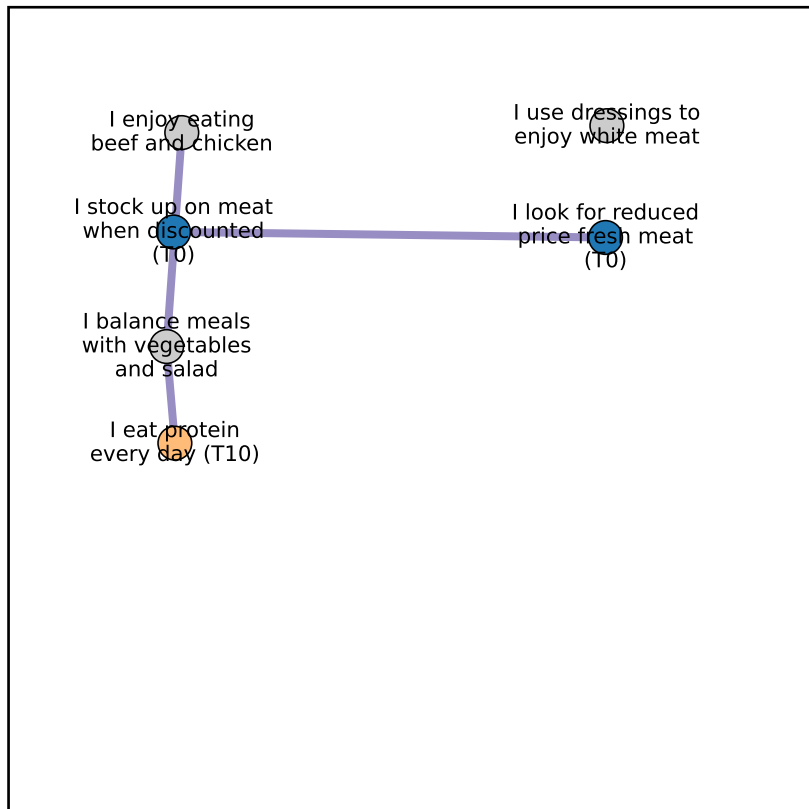 I enjoy eating
beef and chicken
I use dressings to
enjoy white meat
I stock up on meat
when discounted
(T0)
I look for reduced
price fresh meat
(T0)
I balance meals
with vegetables
and salad
I eat protein
every day (T10)